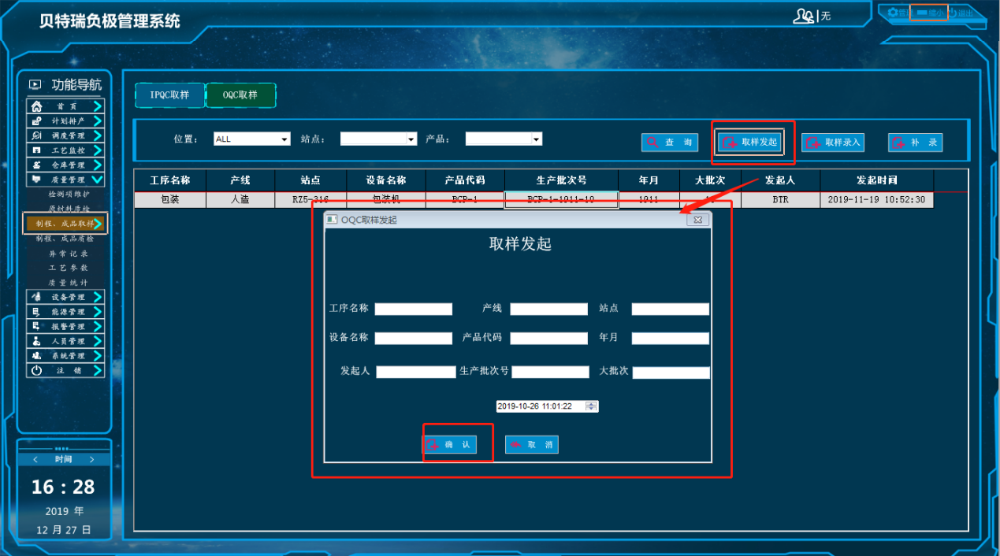 贝特瑞负极管理系统
无
管理 缩小 退出
功能导航
首 页
计划排产
调度管理
工艺监控
仓库管理
质量管理
检测项维护
原材料质检
制程、成品取样
制程、成品质检
异常记录
工艺参数
质量统计
设备管理
能源管理
报警管理
人员管理
系统管理
注 销
< 时间 >
16 : 28
2019 年
12 月 27 日
IPQC取样 OQC取样
位置: ALL 站点: 产品:
查 询 取样发起 取样录入 补 录
工序名称 产线 站点 设备名称 产品代码 生产批次号 年月 大批次 发起人 发起时间
包装 人造 RZ5-316 包装机 BCP-1 BCP-1-1911-10 1911 BTR 2019-11-19 10:52:30
OQC取样发起
取样发起
工序名称 产线 站点
设备名称 产品代码 年月
发起人 生产批次号 大批次
2019-10-26 11:01:22
确 认 取 消